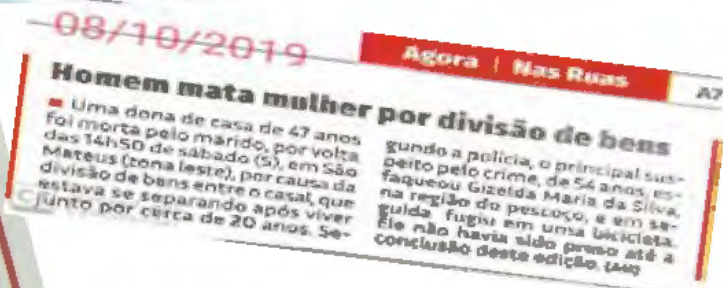 08/10/2019
Agora | Nas Ruas A7
Homem mata mulher por divisão de bens
Uma dona de casa de 47 anos
foi morta pelo marido, por volta
das 14h50 de sábado (5), em São
Mateus (zona leste), por causa da
divisão de bens entre o casal, que
estava se separando após viver
junto por cerca de 20 anos. Se-
gundo a polícia, o principal sus-
peito pelo crime, de 54 anos, es-
faqueou Gizelda Maria da Silva,
na região do pescoço, e em se-
guida, fugiu em uma bicicleta.
Ele não havia sido preso até a
conclusão desta edição.